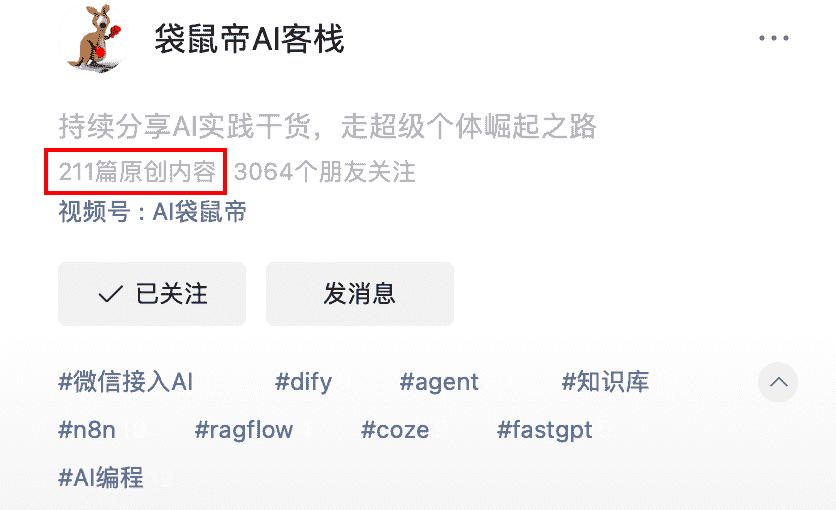 袋鼠帝AI客栈
持续分享AI实践干货，走超级个体崛起之路
211篇原创内容 3064个朋友关注
视频号：AI袋鼠帝
已关注 发消息
#微信接入AI #dify #agent #知识库
#n8n #ragflow #coze #fastgpt
#AI编程